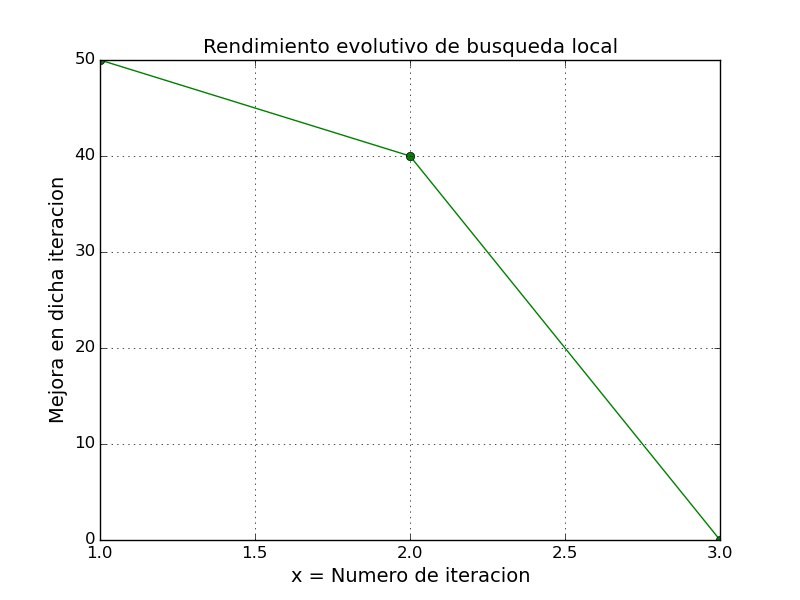 Rendimiento evolutivo de busqueda local
50
40
30
20
10
0
Mejora en dicha iteracion
1.0 1.5 2.0 2.5 3.0
x = Numero de iteracion